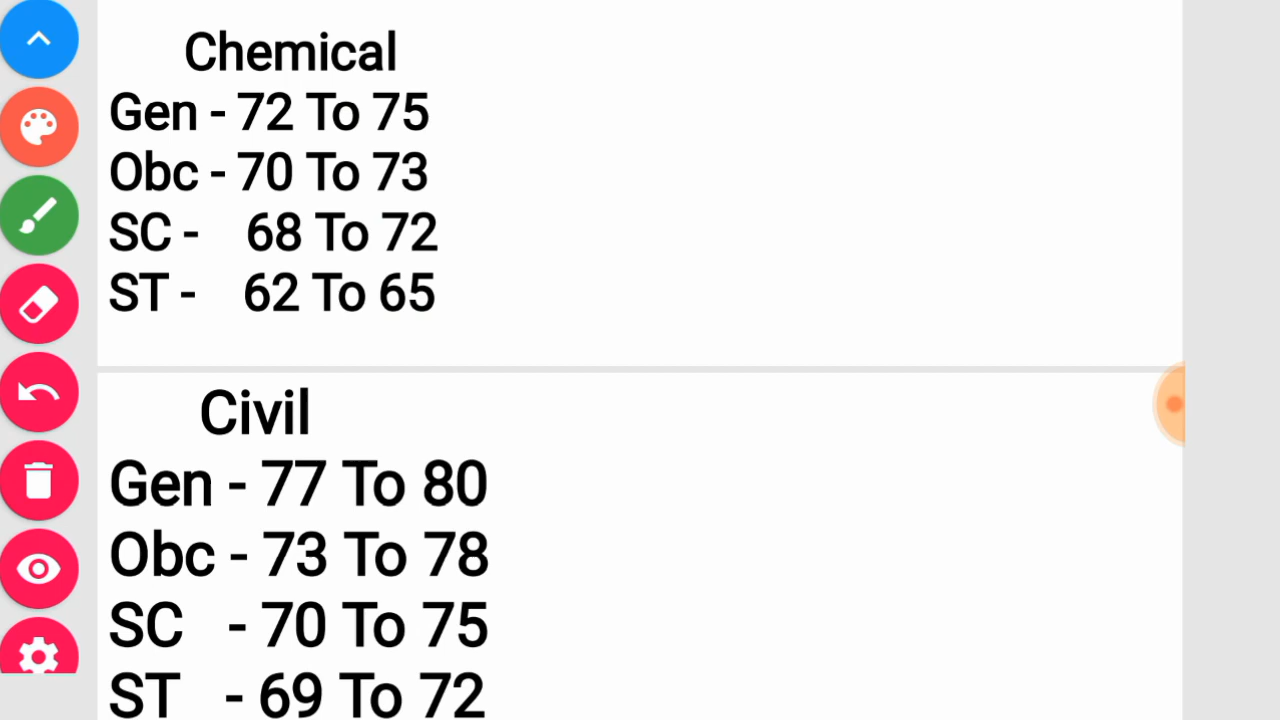 Chemical
Gen - 72 To 75
Obc - 70 To 73
SC - 68 To 72
ST - 62 To 65
Civil
Gen - 77 To 80
Obc - 73 To 78
SC - 70 To 75
ST - 69 To 72